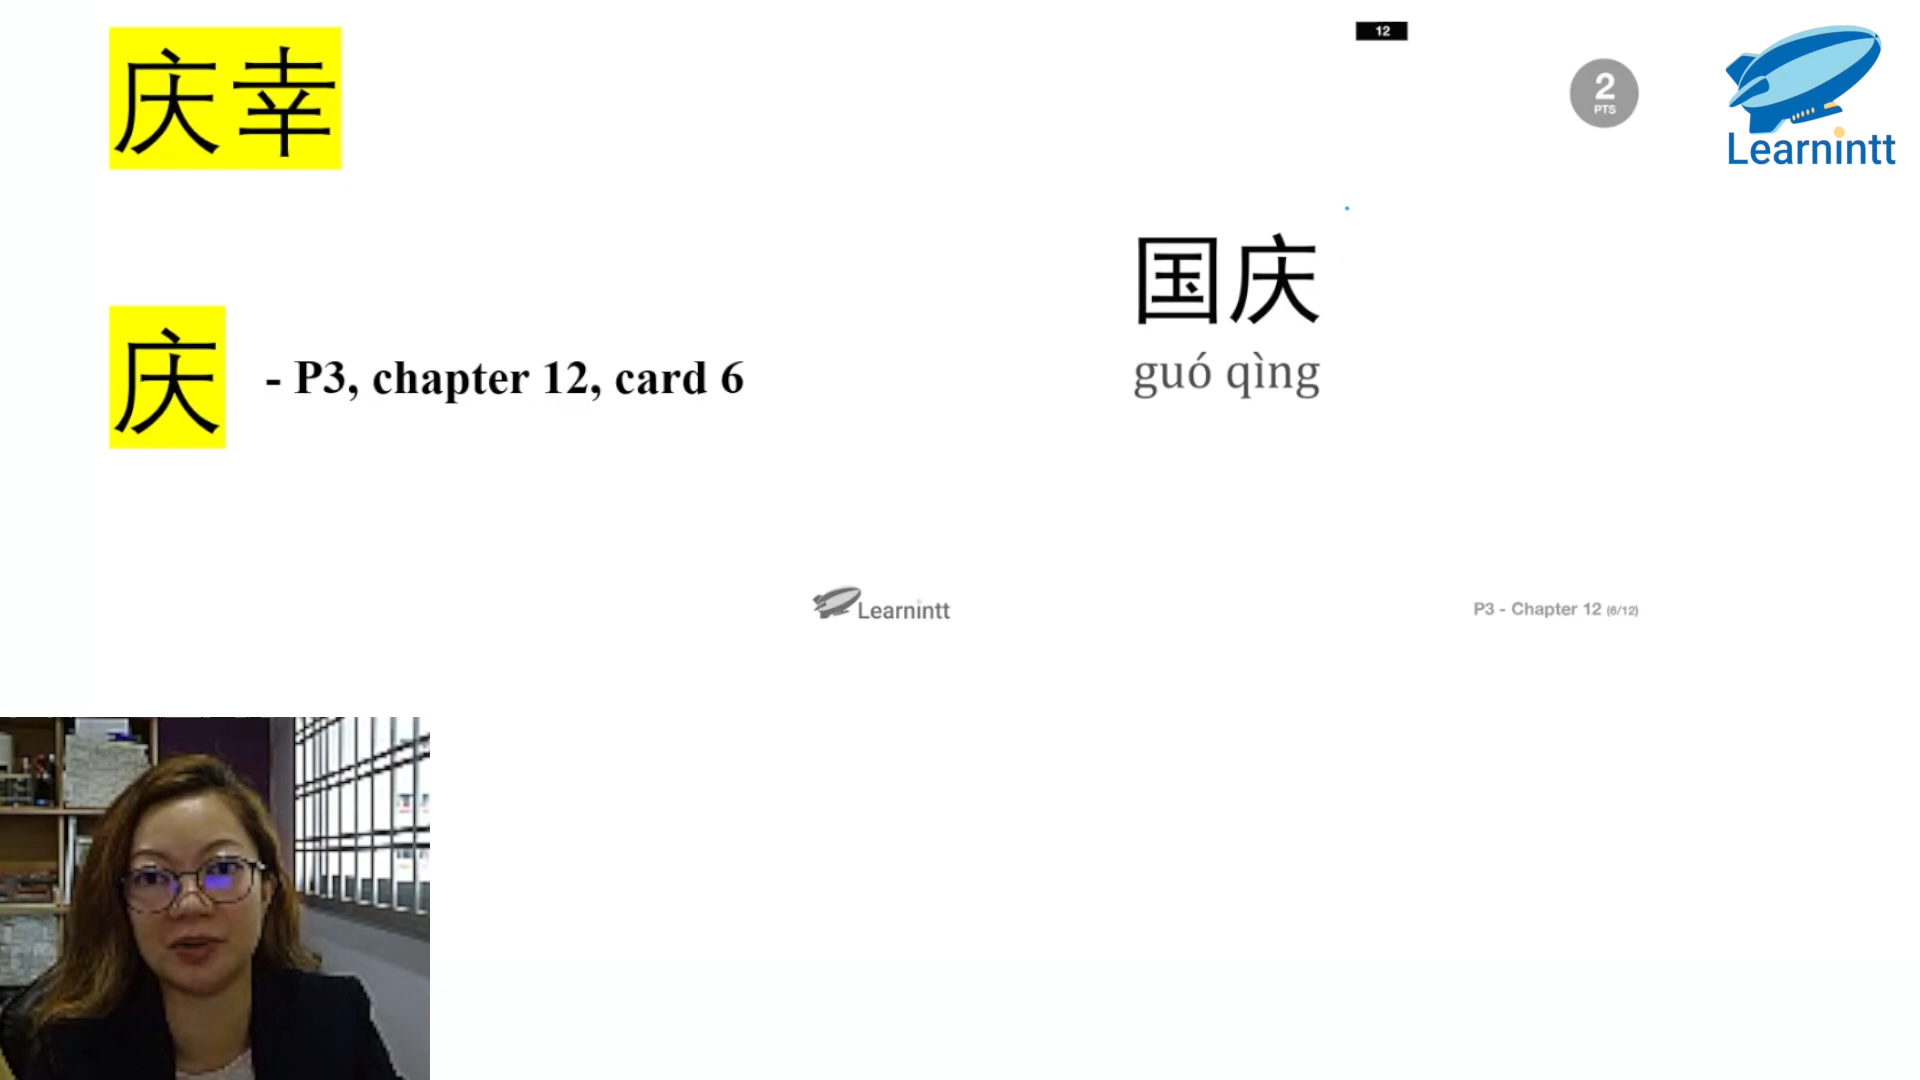 庆幸
12
2
PTS
Learnintt
国庆
guó qìng
庆 - P3, chapter 12, card 6
Learnintt
P3 - Chapter 12 (6/12)